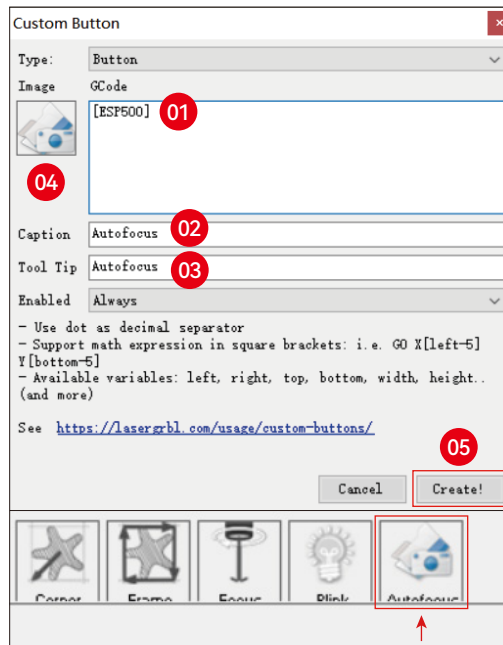 Custom Button
Type: Button
Image GCode
[ESP500] 01
04
Caption Autofocus 02
Tool Tip Autofocus 03
Enabled Always
- Use dot as decimal separator
- Support math expression in square brackets: i.e. G0 X[left-5]
Y[bottom-5]
- Available variables: left, right, top, bottom, width, height..
(and more)
See https://lasergrbl.com/usage/custom-buttons/
05
Cancel Create!
Corner Frame Focus Blink Autofocus